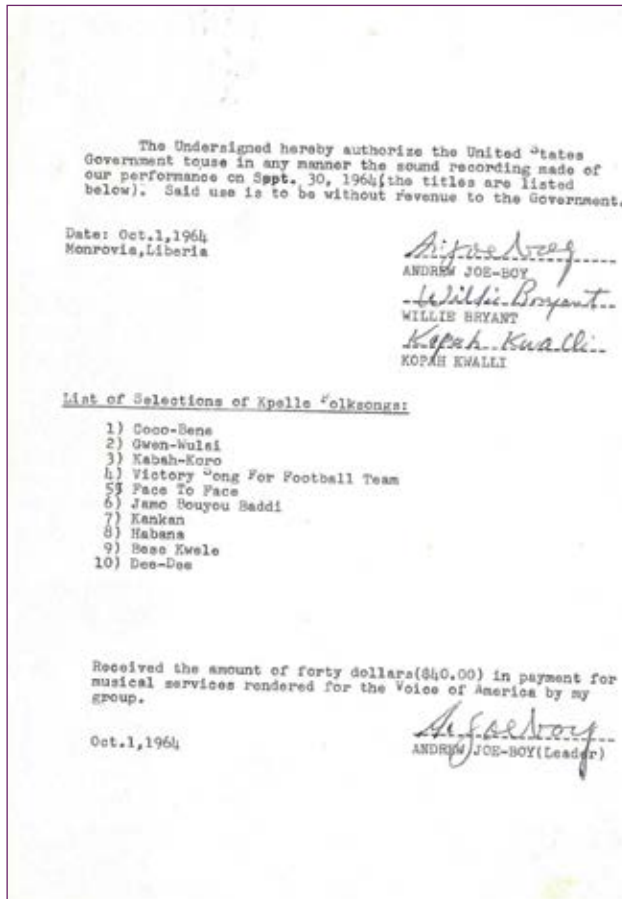 The Undersigned hereby authorize the United States
Government touse in any manner the sound recording made of
our performance on Sept. 30, 1964(the titles are listed
below). Said use is to be without revenue to the Government.
Date: Oct.1,1964
Monrovia,Liberia
A. Joe-boy
ANDREW JOE-BOY
Willie Bryant
WILLIE BRYANT
Kopah Kwalli
KOPAH KWALLI
List of Selections of Kpelle Folksongs:
1) Coco-Bene
2) Gwen-Wulsi
3) Kabah-Koro
4) Victory Song For Football Team
5) Face To Face
6) Jamo Bouyou Baddi
7) Kankan
8) Habana
9) Bese Kwele
10) Dee-Dee
Received the amount of forty dollars($40.00) in payment for
musical services rendered for the Voice of America by my
group.
Oct.1,1964
A. Joe-boy
ANDREW JOE-BOY(Leader)